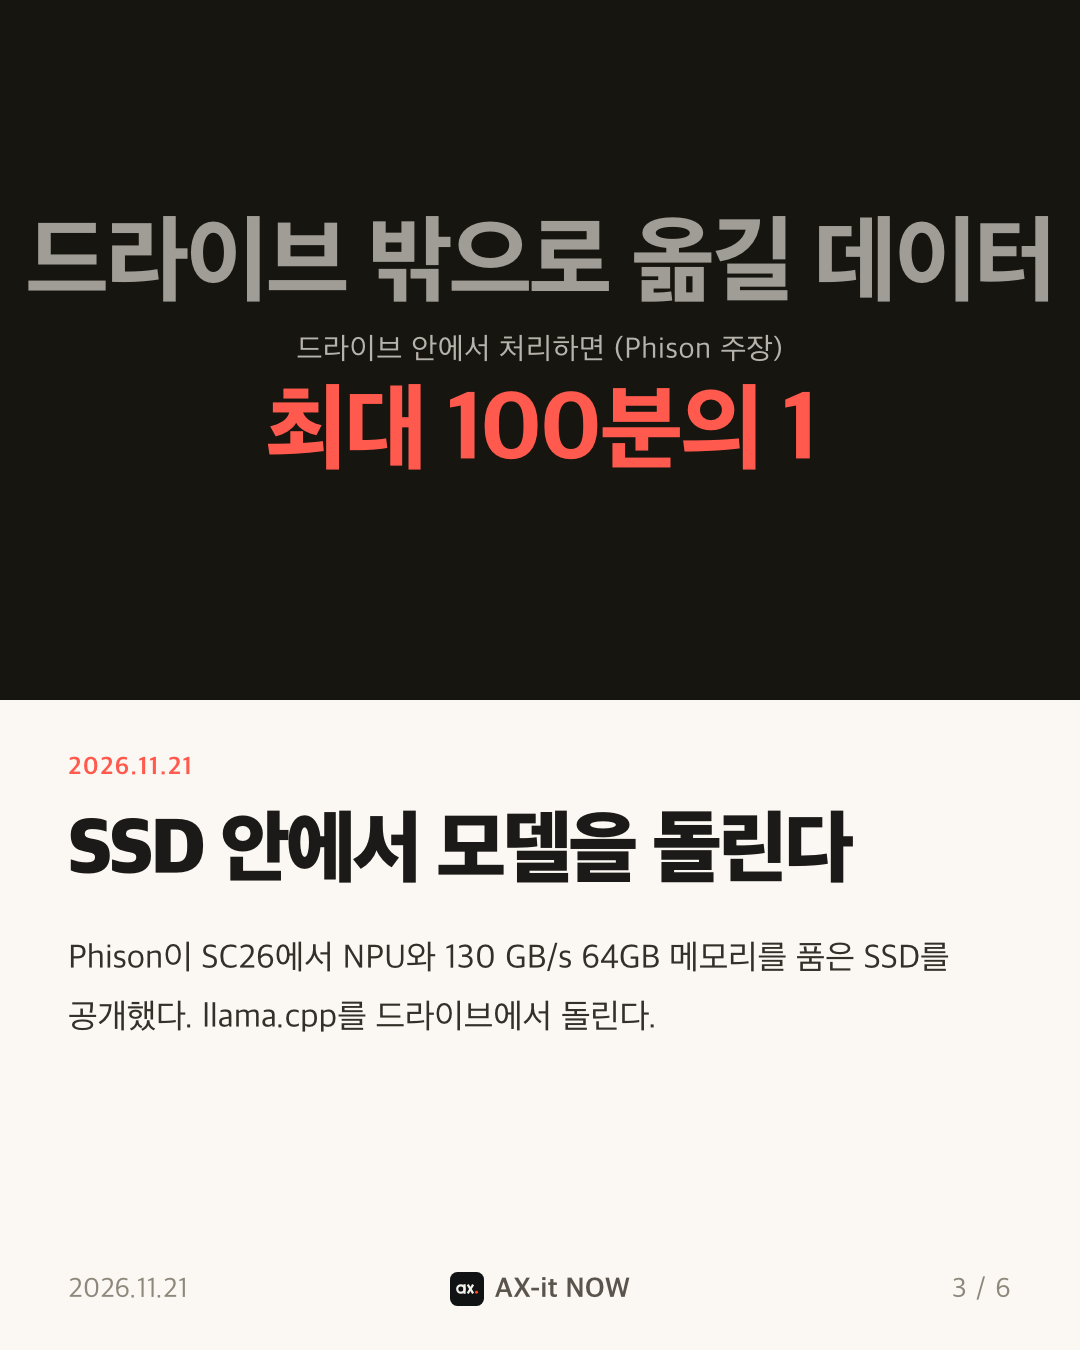 드라이브 밖으로 옮길 데이터
드라이브 안에서 처리하면 (Phison 주장)
최대 100분의 1
2026.11.21
SSD 안에서 모델을 돌린다
Phison이 SC26에서 NPU와 130 GB/s 64GB 메모리를 품은 SSD를
공개했다. llama.cpp를 드라이브에서 돌린다.
2026.11.21
ax. AX-it NOW
3 / 6